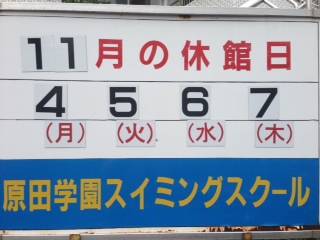 11月の休館日
4 5 6 7
(月) (火) (水) (木)
原田学園スイミングスクール